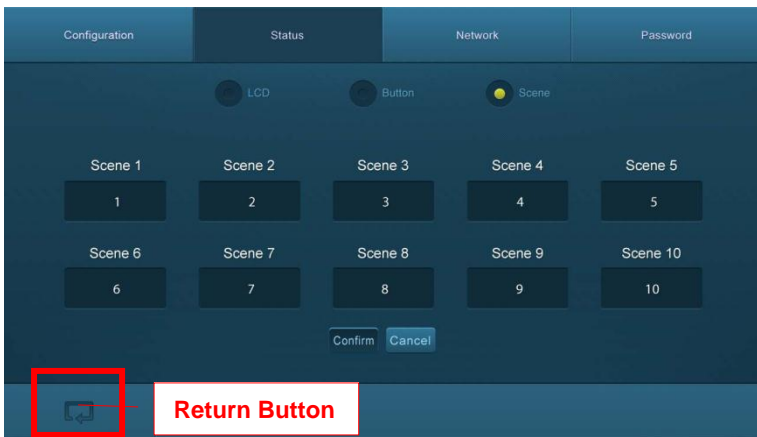 Configuration Status Network Password
LCD Button Scene
Scene 1 Scene 2 Scene 3 Scene 4 Scene 5
1 2 3 4 5
Scene 6 Scene 7 Scene 8 Scene 9 Scene 10
6 7 8 9 10
Confirm Cancel
Return Button